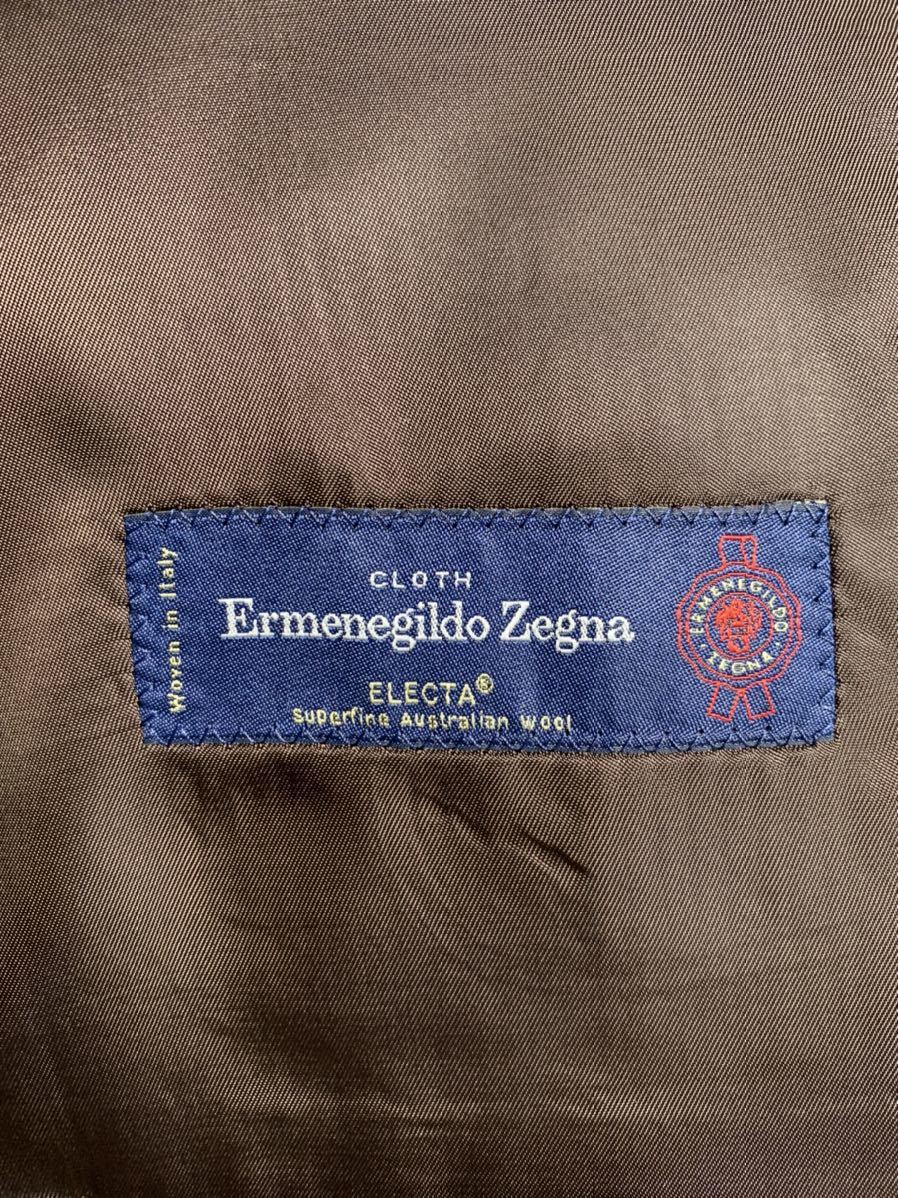 Woven in Italy
CLOTH
Ermenegildo Zegna
ELECTA®
Superfine Australian Wool
ERMENEGILDO
ZEGNA